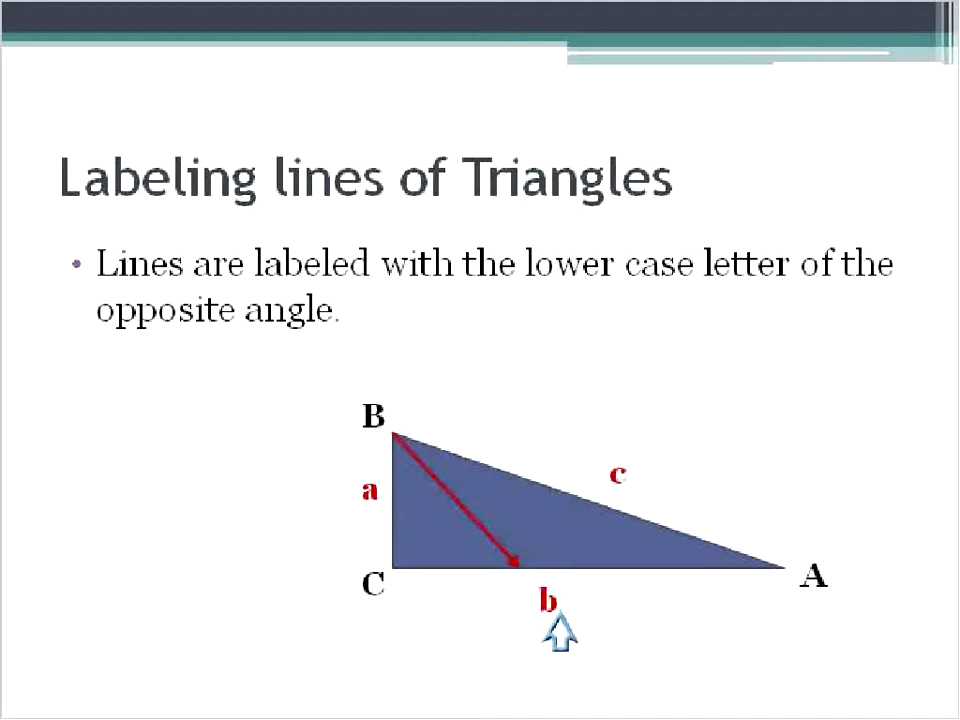 Labeling lines of Triangles
• Lines are labeled with the lower case letter of the
opposite angle.
B
c
a
C
A
b